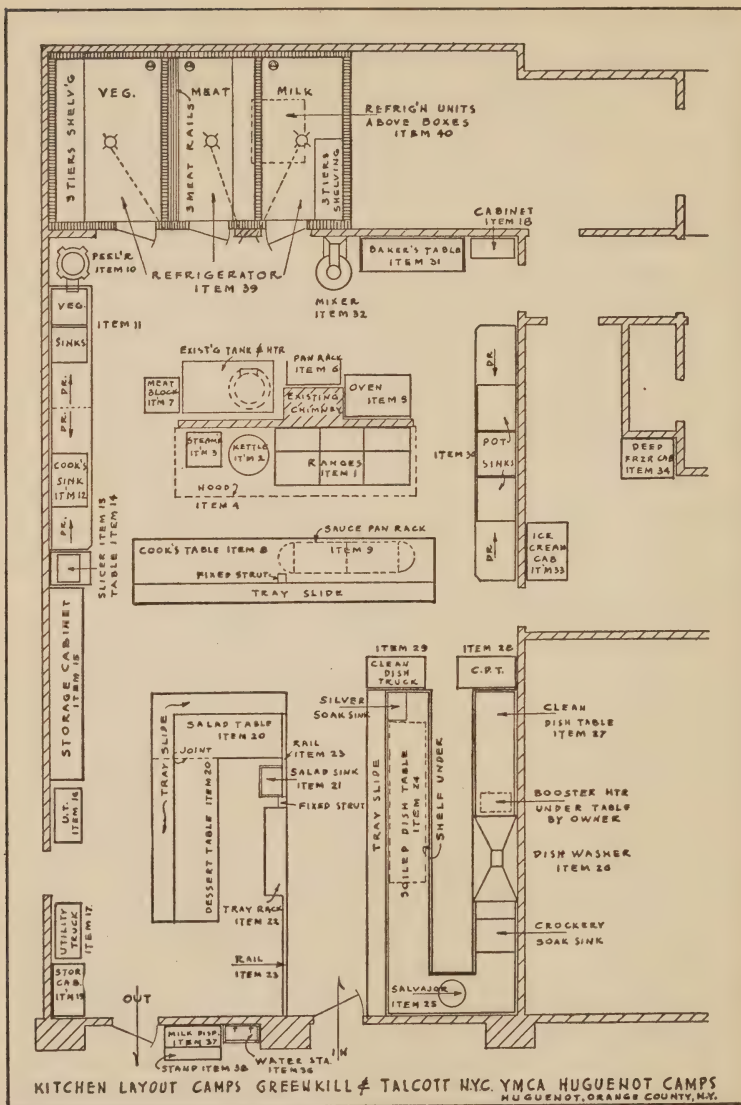 3 TIERS SHELV'G
VEG.
3 MEAT RAILS
MEAT
MILK
3 TIERS
SHELVING
REFRIG'N UNITS
ABOVE BOXES
ITEM 40
CABINET
ITEM 18
PEEL'R
ITEM 10
REFRIGERATOR
ITEM 39
BAKER'S TABLE
ITEM 31
MIXER
ITEM 32
VEG.
SINKS
ITEM 11
DR.
DR.
COOK'S
SINK
IT'M 12
DR.
EXIST'G TANK & HTR
PAN RACK
ITEM 6
MEAT
BLOCK
ITEM 7
EXISTING
CHIMNEY
OVEN
ITEM 5
STEAMR
IT'M 3
KETTLE
IT'M 2
RANGES
ITEM 1
HOOD
ITEM 4
DR.
ITEM 30
POT
SINKS
DR.
DEEP
FRZR CAB
ITEM 34
ICE
CREAM
CAB
IT'M 33
SLICER ITEM 13
TABLE ITEM 14
SAUCE PAN RACK
COOK'S TABLE ITEM 8
ITEM 9
FIXED STRUT
TRAY SLIDE
STORAGE CABINET
ITEM 15
U.T.
ITEM 16
UTILITY
TRUCK
ITEM 17
STOR.
CAB.
IT'M 19
TRAY SLIDE
SALAD TABLE
ITEM 20
JOINT
DESSERT TABLE ITEM 20
RAIL
ITEM 23
SALAD SINK
ITEM 21
FIXED STRUT
TRAY RACK
ITEM 22
RAIL
ITEM 23
ITEM 29
CLEAN
DISH
TRUCK
ITEM 28
C.D.T.
SILVER
SOAK SINK
TRAY SLIDE
SOILED DISH TABLE
ITEM 24
SHELF UNDER
CLEAN
DISH TABLE
ITEM 27
BOOSTER HTR
UNDER TABLE
BY OWNER
DISH WASHER
ITEM 26
CROCKERY
SOAK SINK
SALVAJOR
ITEM 25
OUT
IN
MILK DISP.
ITEM 37
STAND ITEM 38
WATER STA.
ITEM 36
KITCHEN LAYOUT CAMPS GREENKILL & TALCOTT N.Y.C. YMCA HUGUENOT CAMPS
HUGUENOT, ORANGE COUNTY, N.Y.